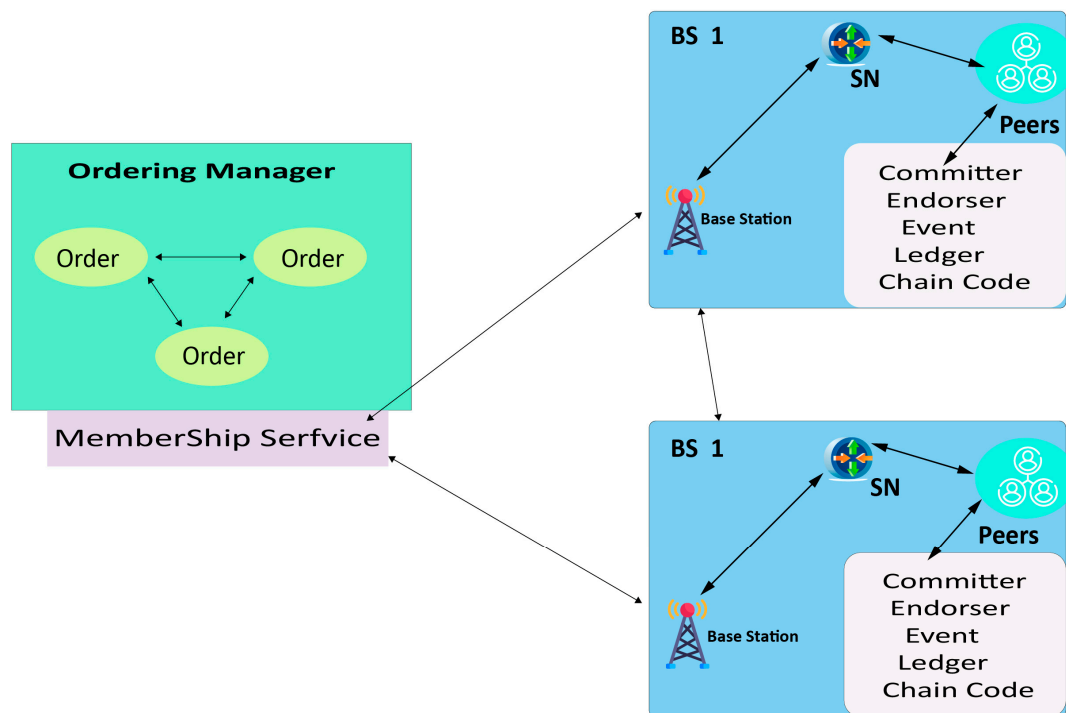 Ordering Manager
Order
Order
Order
MemberShip Serfvice
BS 1
SN
Peers
Base Station
Committer
Endorser
Event
Ledger
Chain Code
BS 1
SN
Peers
Base Station
Committer
Endorser
Event
Ledger
Chain Code